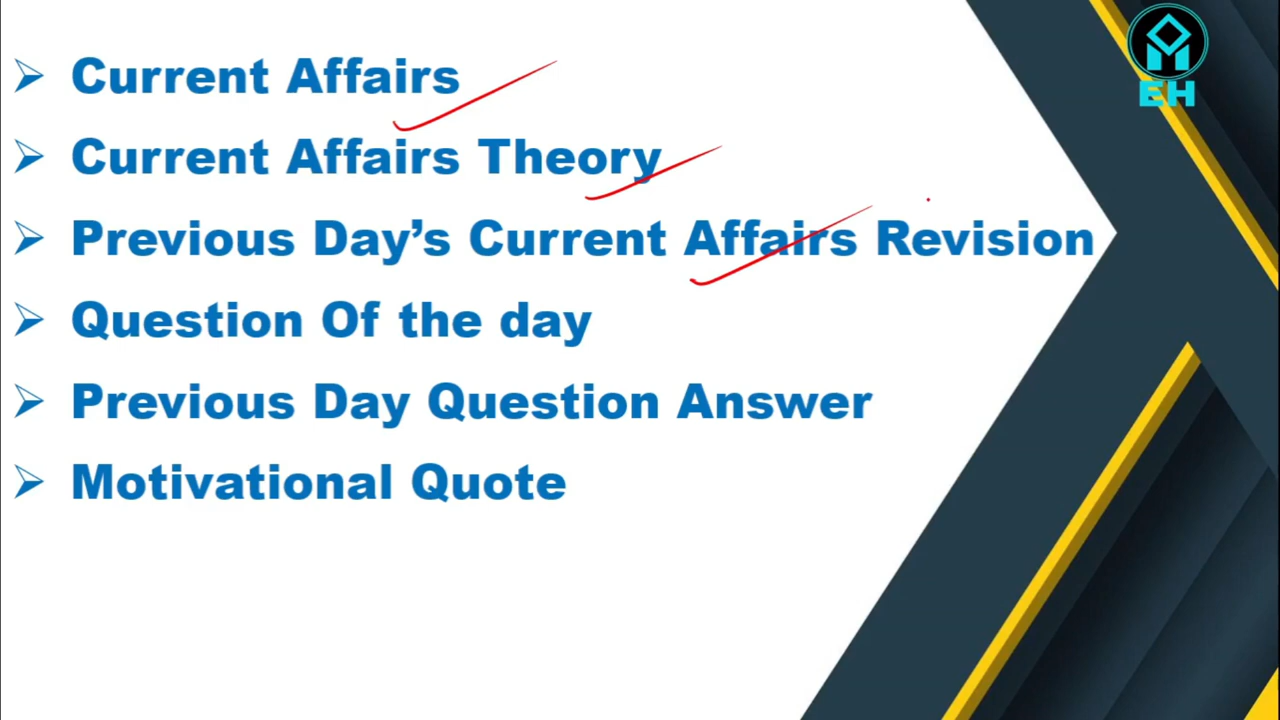 Current Affairs
Current Affairs Theory
Previous Day’s Current Affairs Revision
Question Of the day
Previous Day Question Answer
Motivational Quote
EH